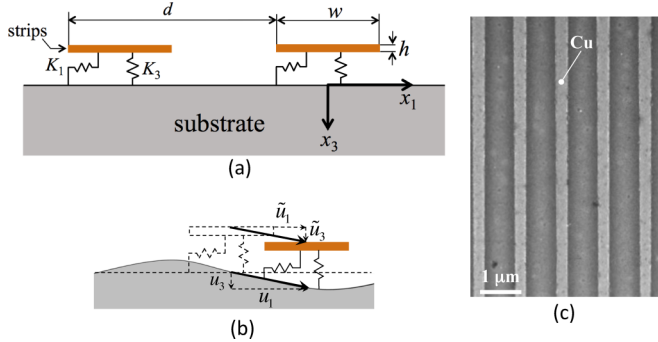 d
w
strips
h
K₁
K₃
x₁
substrate
x₃
(a)
ũ₁
ũ₃
u₃
u₁
(b)
Cu
1 μm
(c)